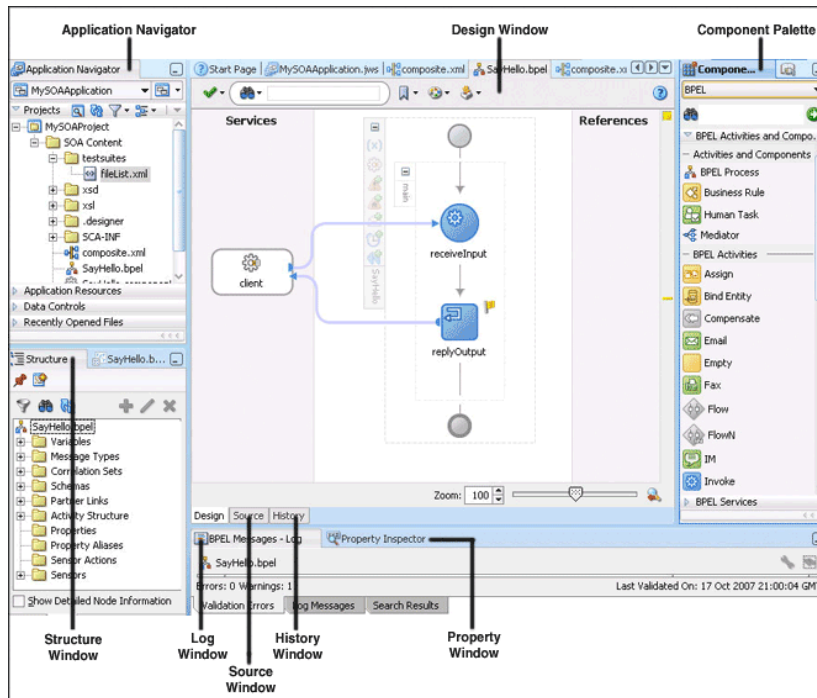 Application Navigator
Design Window
Component Palette
Application Navigator
MySOAApplication
Projects
MySOAProject
SOA Content
testsuites
fileList.xml
xsd
xsl
.designer
SCA-INF
composite.xml
SayHello.bpel
Application Resources
Data Controls
Recently Opened Files
Structure
SayHello.b...
SayHello.bpel
Variables
Message Types
Correlation Sets
Schemas
Partner Links
Activity Structure
Properties
Property Aliases
Sensor Actions
Sensors
Show Detailed Node Information
Start Page
MySOAApplication.jws
composite.xml
SayHello.bpel
Services
References
main
SayHello
client
receiveInput
replyOutput
Zoom: 100
Design Source History
BPEL Messages - Log
Property Inspector
SayHello.bpel
Errors: 0 Warnings: 1
Last Validated On: 17 Oct 2007 21:00:04
Validation Errors
Log Messages
Search Results
Compone...
BPEL
BPEL Activities and Compo..
Activities and Components
BPEL Process
Business Rule
Human Task
Mediator
BPEL Activities
Assign
Bind Entity
Compensate
Email
Empty
Fax
Flow
FlowN
IM
Invoke
BPEL Services
Structure
Window
Log
Window
Source
Window
History
Window
Property
Window